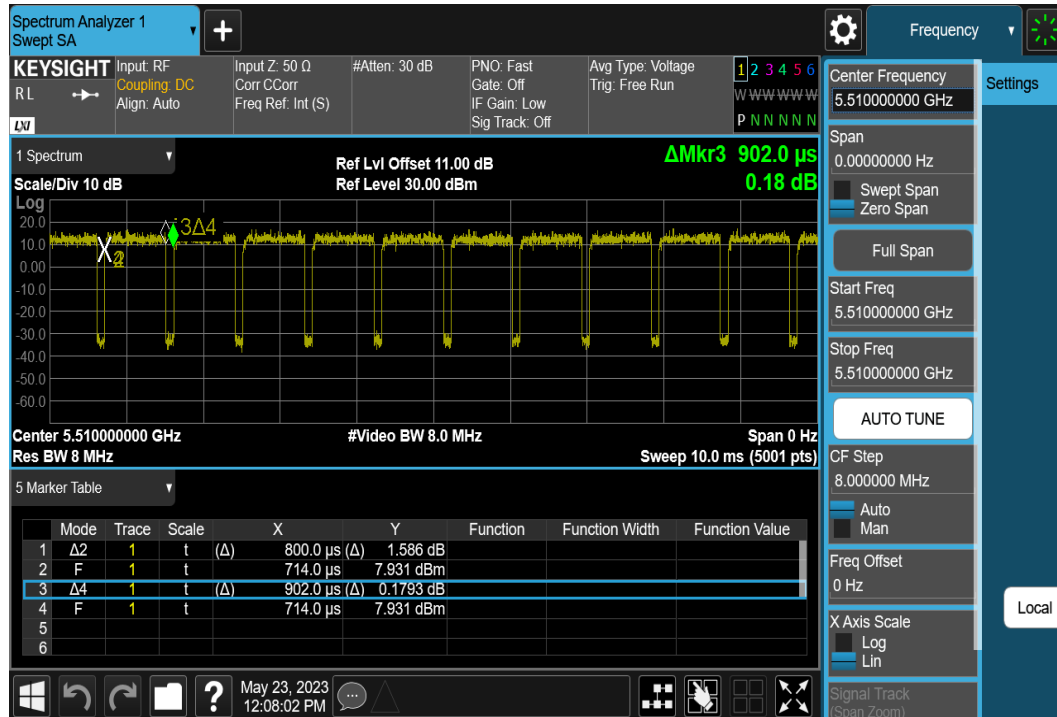 Spectrum Analyzer 1
Swept SA
+
Frequency
KEYSIGHT
RL
LXI
Input: RF
Coupling: DC
Align: Auto
Input Z: 50 Ω
Corr CCorr
Freq Ref: Int (S)
#Atten: 30 dB
PNO: Fast
Gate: Off
IF Gain: Low
Sig Track: Off
Avg Type: Voltage
Trig: Free Run
1 2 3 4 5 6
W W W W W W
P N N N N N
1 Spectrum
Scale/Div 10 dB
Ref Lvl Offset 11.00 dB
Ref Level 30.00 dBm
ΔMkr3 902.0 µs
0.18 dB
Log
20.0
10.0
0.00
-10.0
-20.0
-30.0
-40.0
-50.0
-60.0
3Δ4
X
Center 5.510000000 GHz
Res BW 8 MHz
#Video BW 8.0 MHz
Span 0 Hz
Sweep 10.0 ms (5001 pts)
5 Marker Table
Mode Trace Scale X Y Function Function Width Function Value
1 Δ2 1 t (Δ) 800.0 µs (Δ) 1.586 dB
2 F 1 t 714.0 µs 7.931 dBm
3 Δ4 1 t (Δ) 902.0 µs (Δ) 0.1793 dB
4 F 1 t 714.0 µs 7.931 dBm
5
6
?
May 23, 2023
12:08:02 PM
Center Frequency
5.510000000 GHz
Span
0.00000000 Hz
Swept Span
Zero Span
Full Span
Start Freq
5.510000000 GHz
Stop Freq
5.510000000 GHz
AUTO TUNE
CF Step
8.000000 MHz
Auto
Man
Freq Offset
0 Hz
X Axis Scale
Log
Lin
Signal Track
(Span Zoom)
Settings
Local